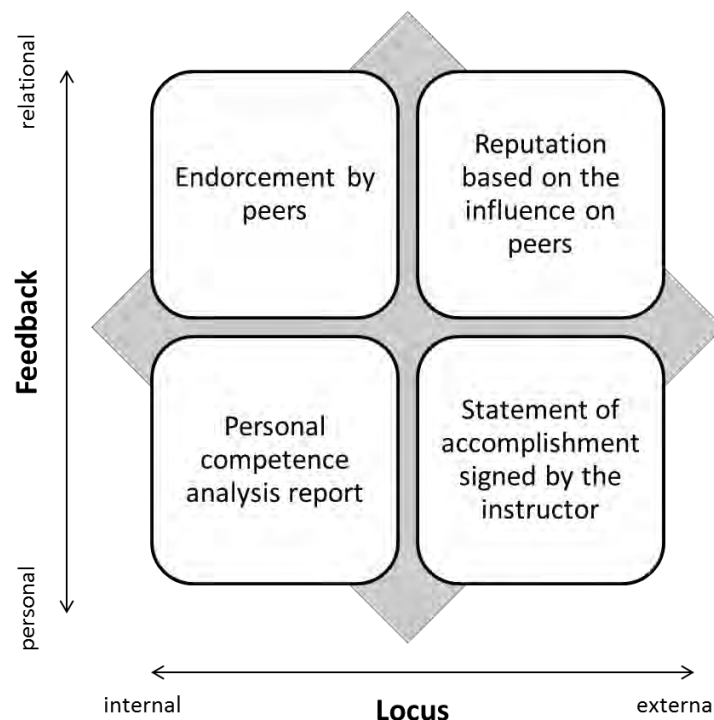 relational
Endorcement by
peers
Reputation
based on the
influence on
peers
Feedback
Personal
competence
analysis report
Statement of
accomplishment
signed by the
instructor
personal
internal
Locus
externa